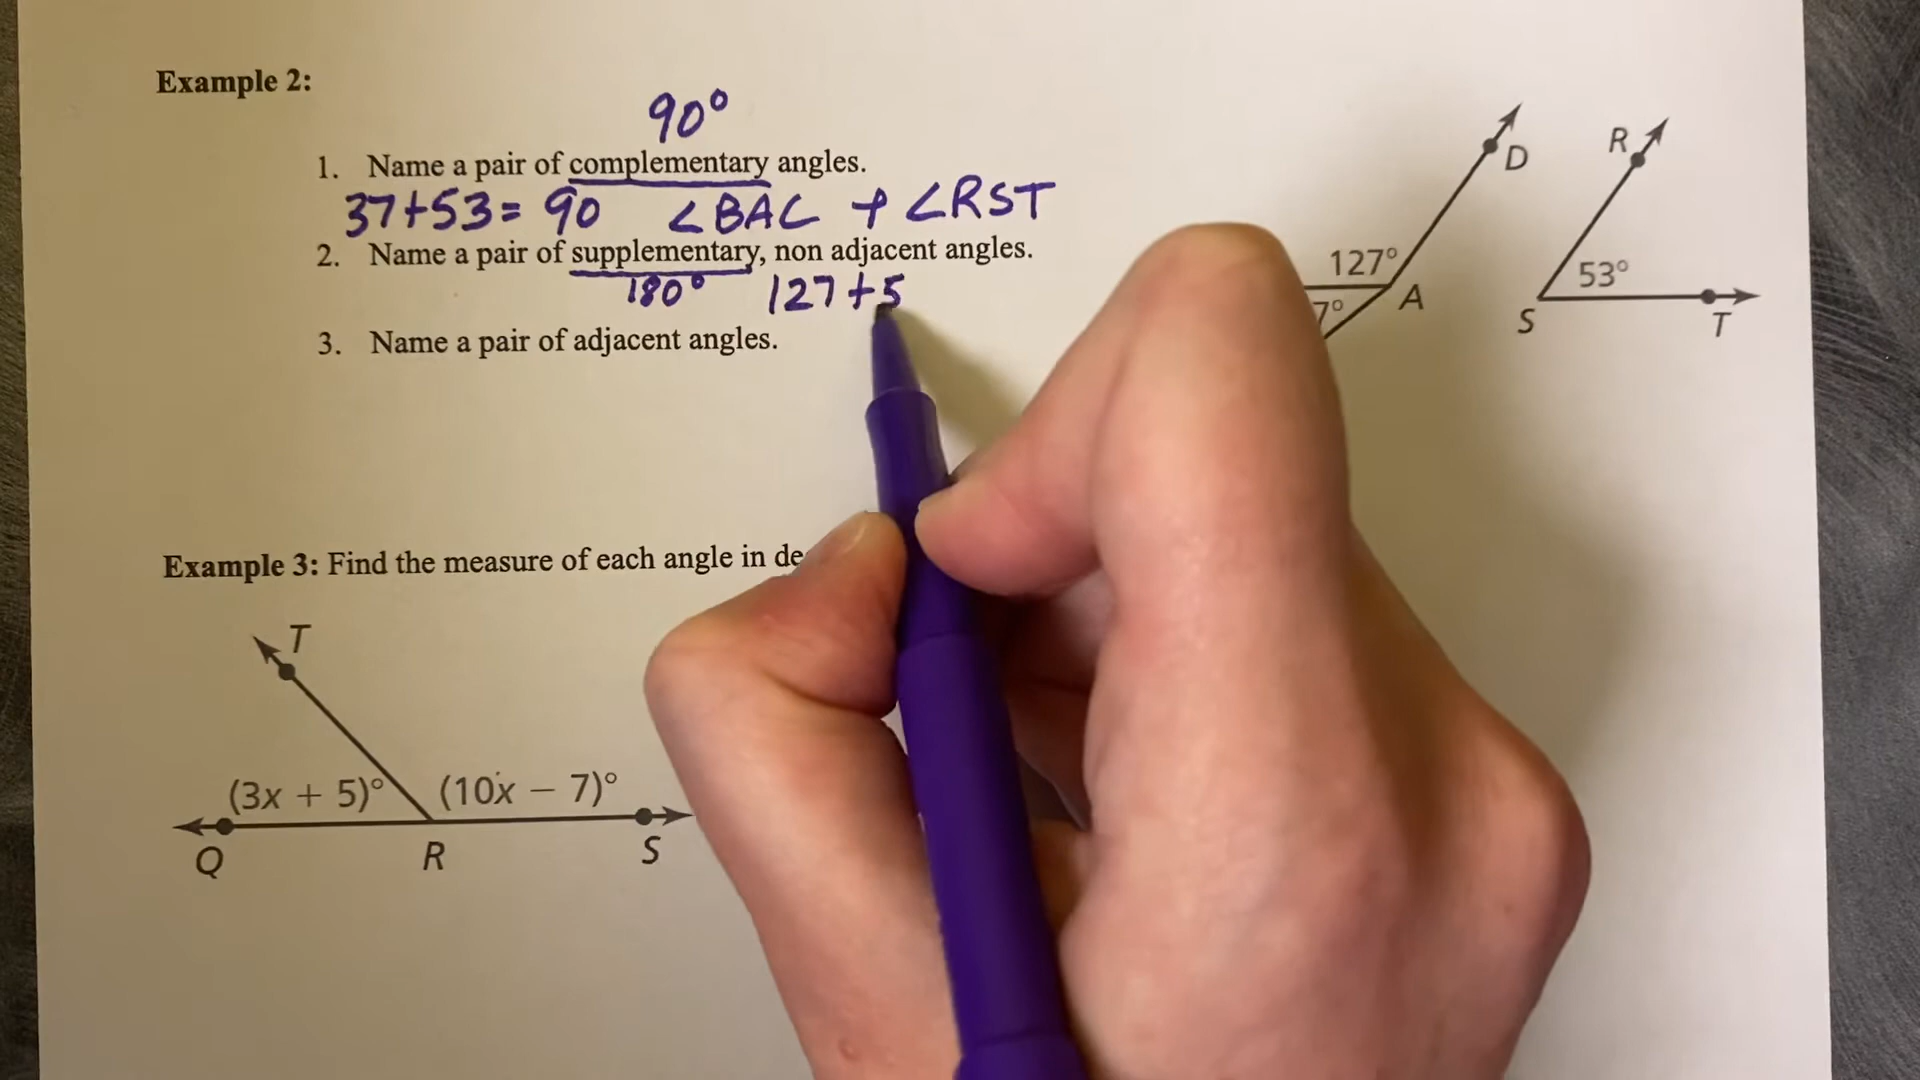 Example 2:
90°
1. Name a pair of complementary angles.
37+53= 90 ∠BAC + ∠RST
2. Name a pair of supplementary, non adjacent angles.
180° 127+5
3. Name a pair of adjacent angles.
D
R
127°
A
7°
53°
S
T
Example 3: Find the measure of each angle in
T
(3x + 5)° (10x − 7)°
Q R S